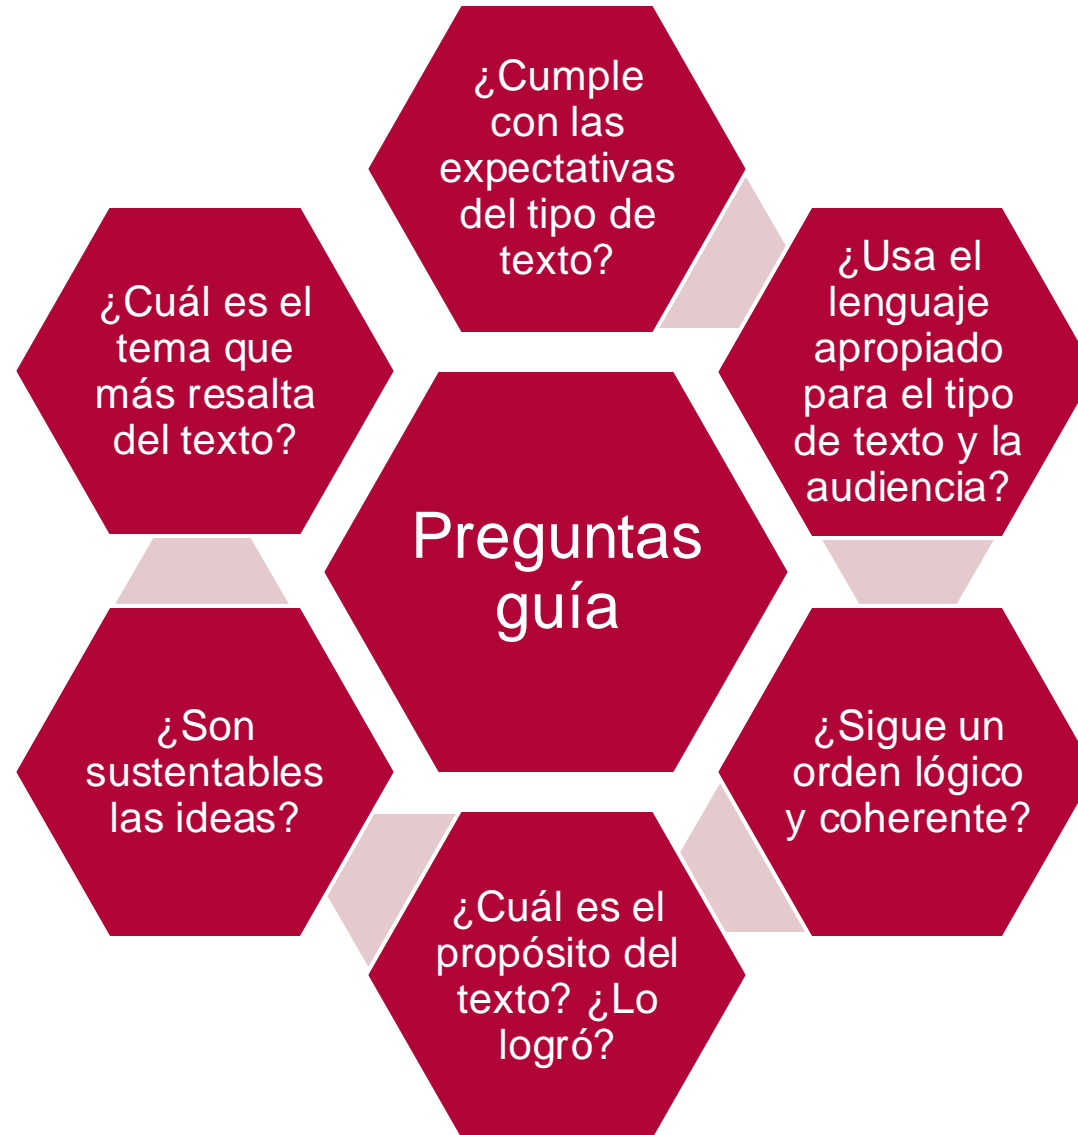 ¿Cumple
con las
expectativas
del tipo de
texto?
¿Usa el
lenguaje
apropiado
para el tipo
de texto y la
audiencia?
¿Sigue un
orden lógico
y coherente?
¿Cuál es el
propósito del
texto? ¿Lo
logró?
¿Son
sustentables
las ideas?
¿Cuál es el
tema que
más resalta
del texto?
Preguntas
guía